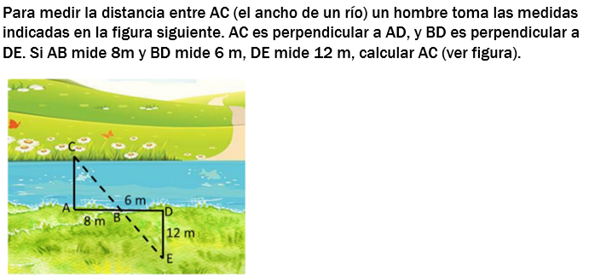 Para medir la distancia entre AC (el ancho de un río) un hombre toma las medidas
indicadas en la figura siguiente. AC es perpendicular a AD, y BD es perpendicular a
DE. Si AB mide 8m y BD mide 6 m, DE mide 12 m, calcular AC (ver figura).
C
6 m
A
B
D
8 m
12 m
E